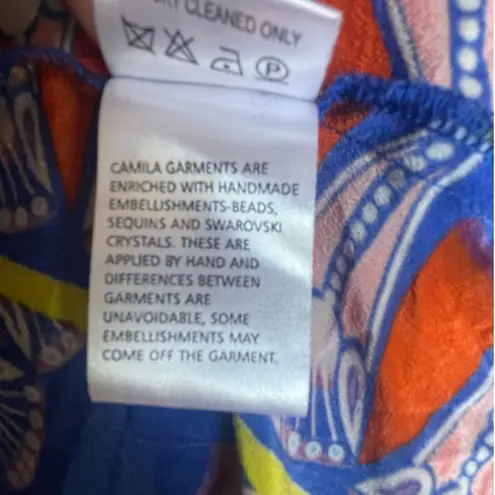 CLEANED ONLY
P
CAMILA GARMENTS ARE
ENRICHED WITH HANDMADE
EMBELLISHMENTS-BEADS,
SEQUINS AND SWAROVSKI
CRYSTALS. THESE ARE
APPLIED BY HAND AND
DIFFERENCES BETWEEN
GARMENTS ARE
UNAVOIDABLE, SOME
EMBELLISHMENTS MAY
COME OFF THE GARMENT.